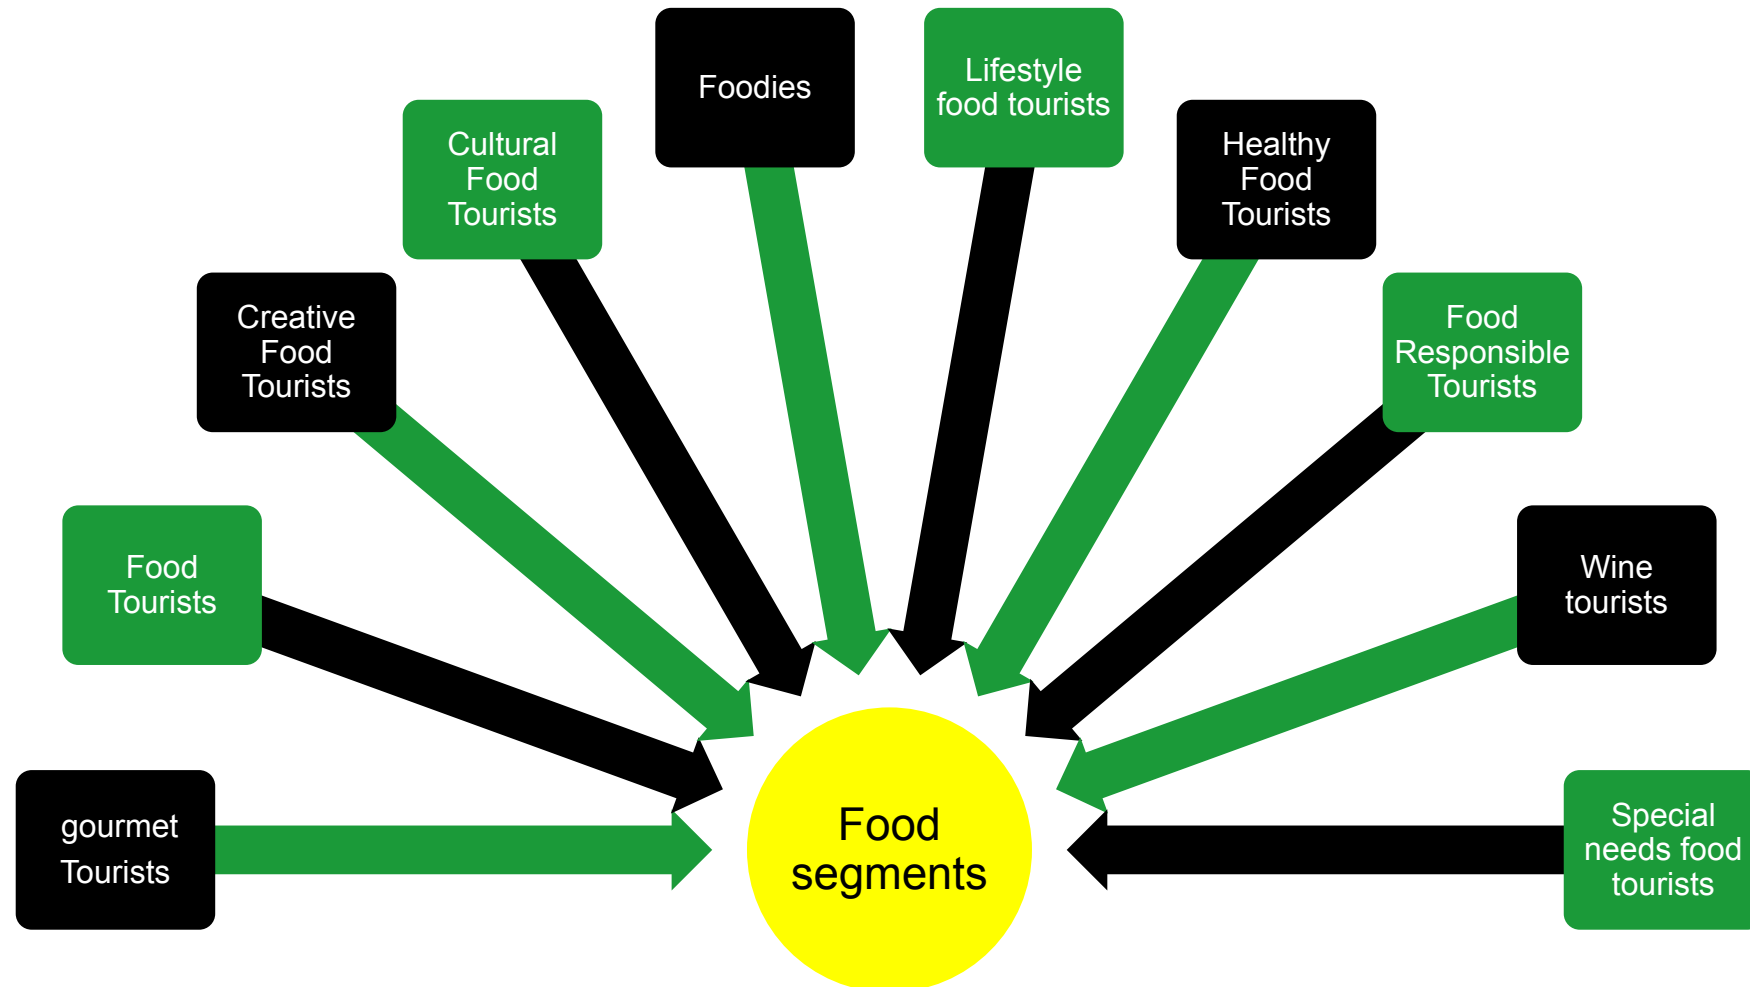 Foodies
Lifestyle
food tourists
Cultural
Food
Tourists
Healthy
Food
Tourists
Creative
Food
Tourists
Food
Responsible
Tourists
Food
Tourists
Wine
tourists
gourmet
Tourists
Food
segments
Special
needs food
tourists